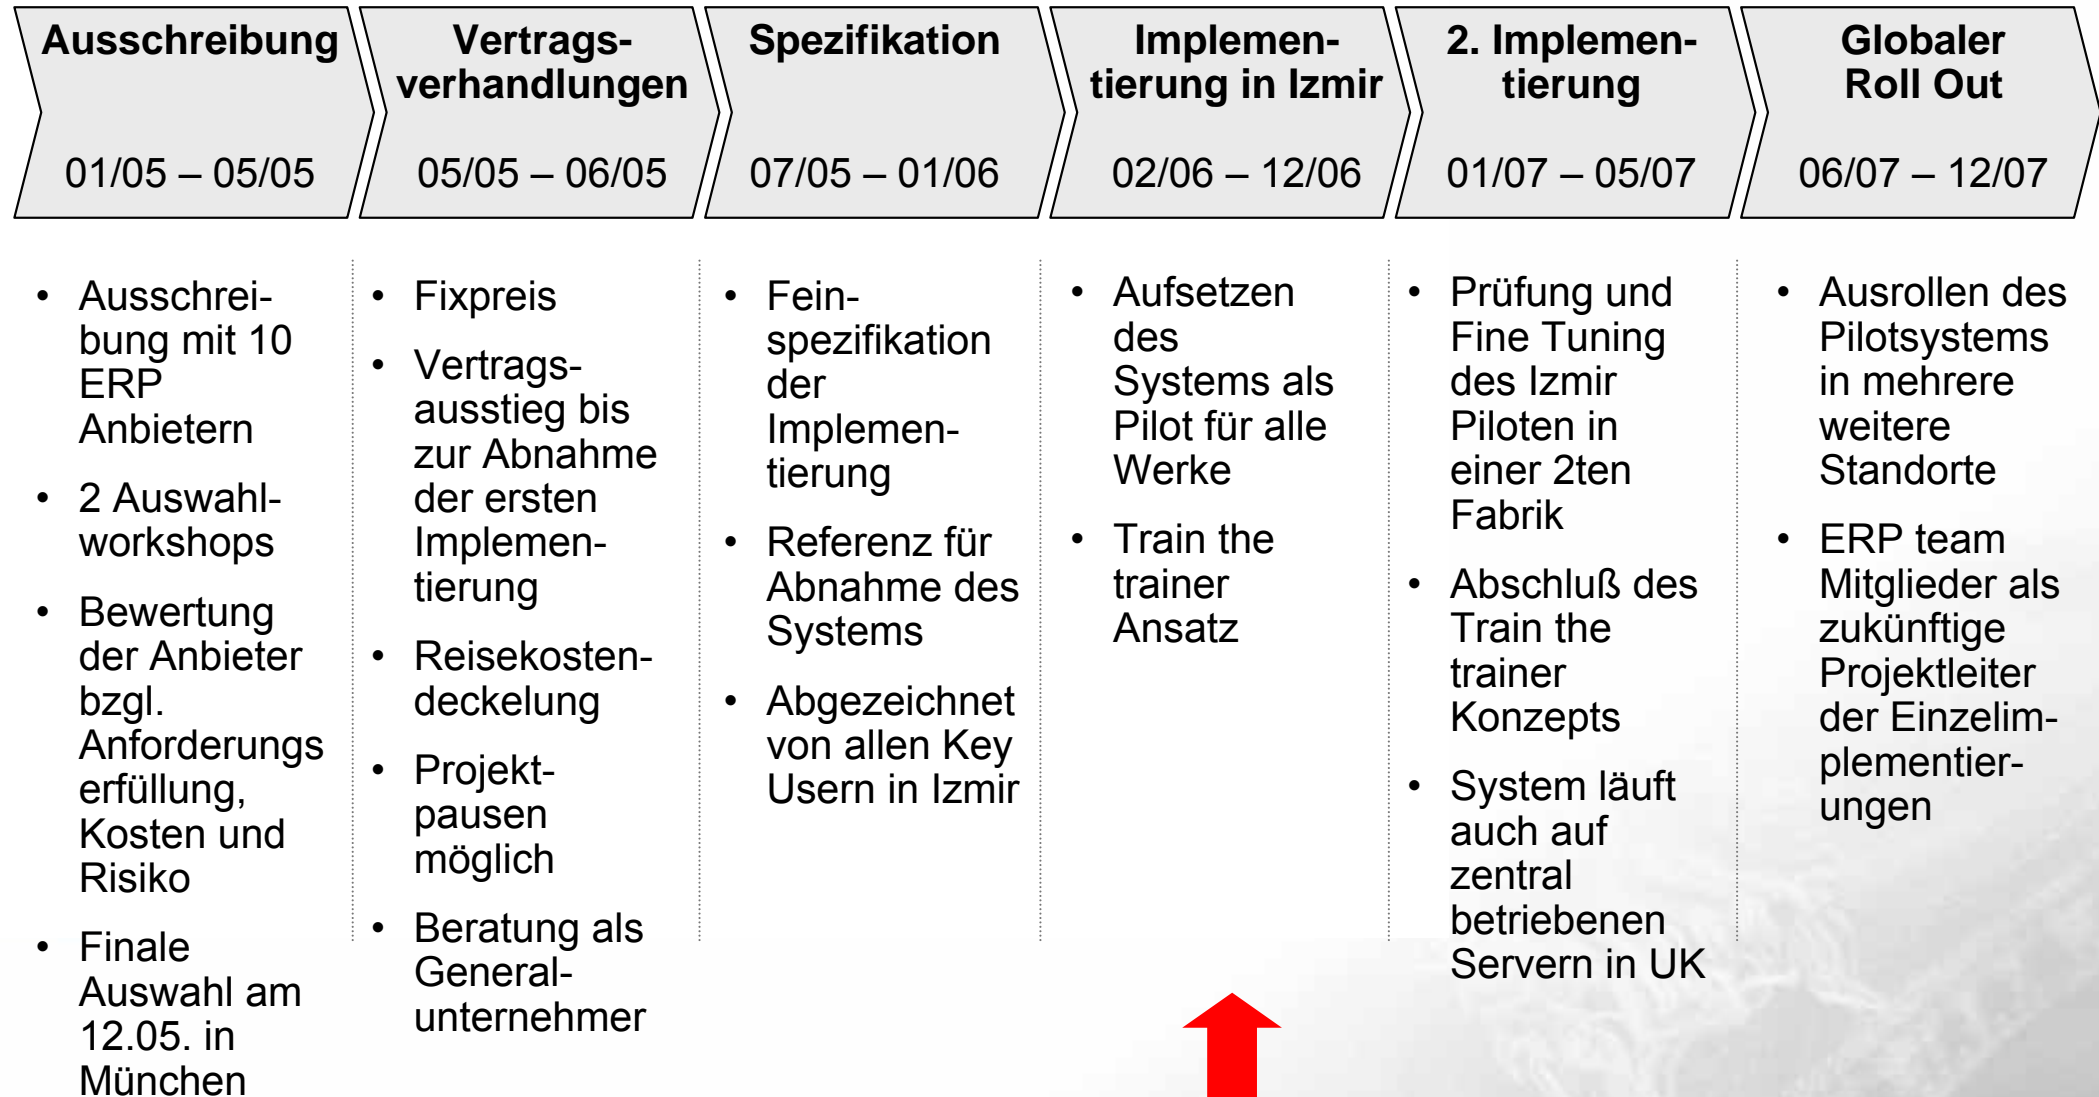 Ausschreibung
01/05 – 05/05
Vertrags-
verhandlungen
05/05 – 06/05
Spezifikation
07/05 – 01/06
Implemen-
tierung in Izmir
02/06 – 12/06
2. Implemen-
tierung
01/07 – 05/07
Globaler
Roll Out
06/07 – 12/07
• Ausschrei-
bung mit 10
ERP
Anbietern
• 2 Auswahl-
workshops
• Bewertung
der Anbieter
bzgl.
Anforderungs
erfüllung,
Kosten und
Risiko
• Finale
Auswahl am
12.05. in
München
• Fixpreis
• Vertrags-
ausstieg bis
zur Abnahme
der ersten
Implemen-
tierung
• Reisekosten-
deckelung
• Projekt-
pausen
möglich
• Beratung als
General-
unternehmer
• Fein-
spezifikation
der
Implemen-
tierung
• Referenz für
Abnahme des
Systems
• Abgezeichnet
von allen Key
Usern in Izmir
• Aufsetzen
des
Systems als
Pilot für alle
Werke
• Train the
trainer
Ansatz
• Prüfung und
Fine Tuning
des Izmir
Piloten in
einer 2ten
Fabrik
• Abschluß des
Train the
trainer
Konzepts
• System läuft
auch auf
zentral
betriebenen
Servern in UK
• Ausrollen des
Pilotsystems
in mehrere
weitere
Standorte
• ERP team
Mitglieder als
zukünftige
Projektleiter
der Einzelim-
plementier-
ungen